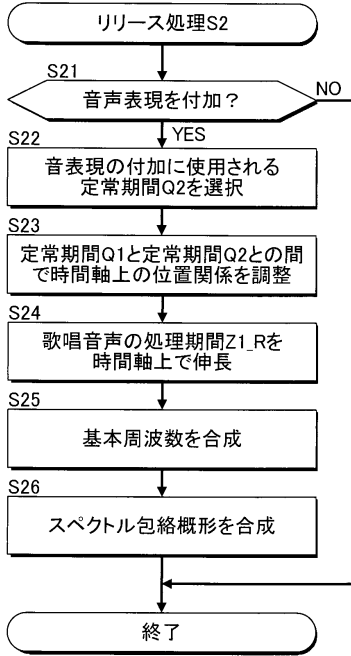 リリース処理S2
S21
音声表現を付加？
NO
YES
S22
音表現の付加に使用される
定常期間Q2を選択
S23
定常期間Q1と定常期間Q2との間
で時間軸上の位置関係を調整
S24
歌唱音声の処理期間Z1_Rを
時間軸上で伸長
S25
基本周波数を合成
S26
スペクトル包絡概形を合成
終了